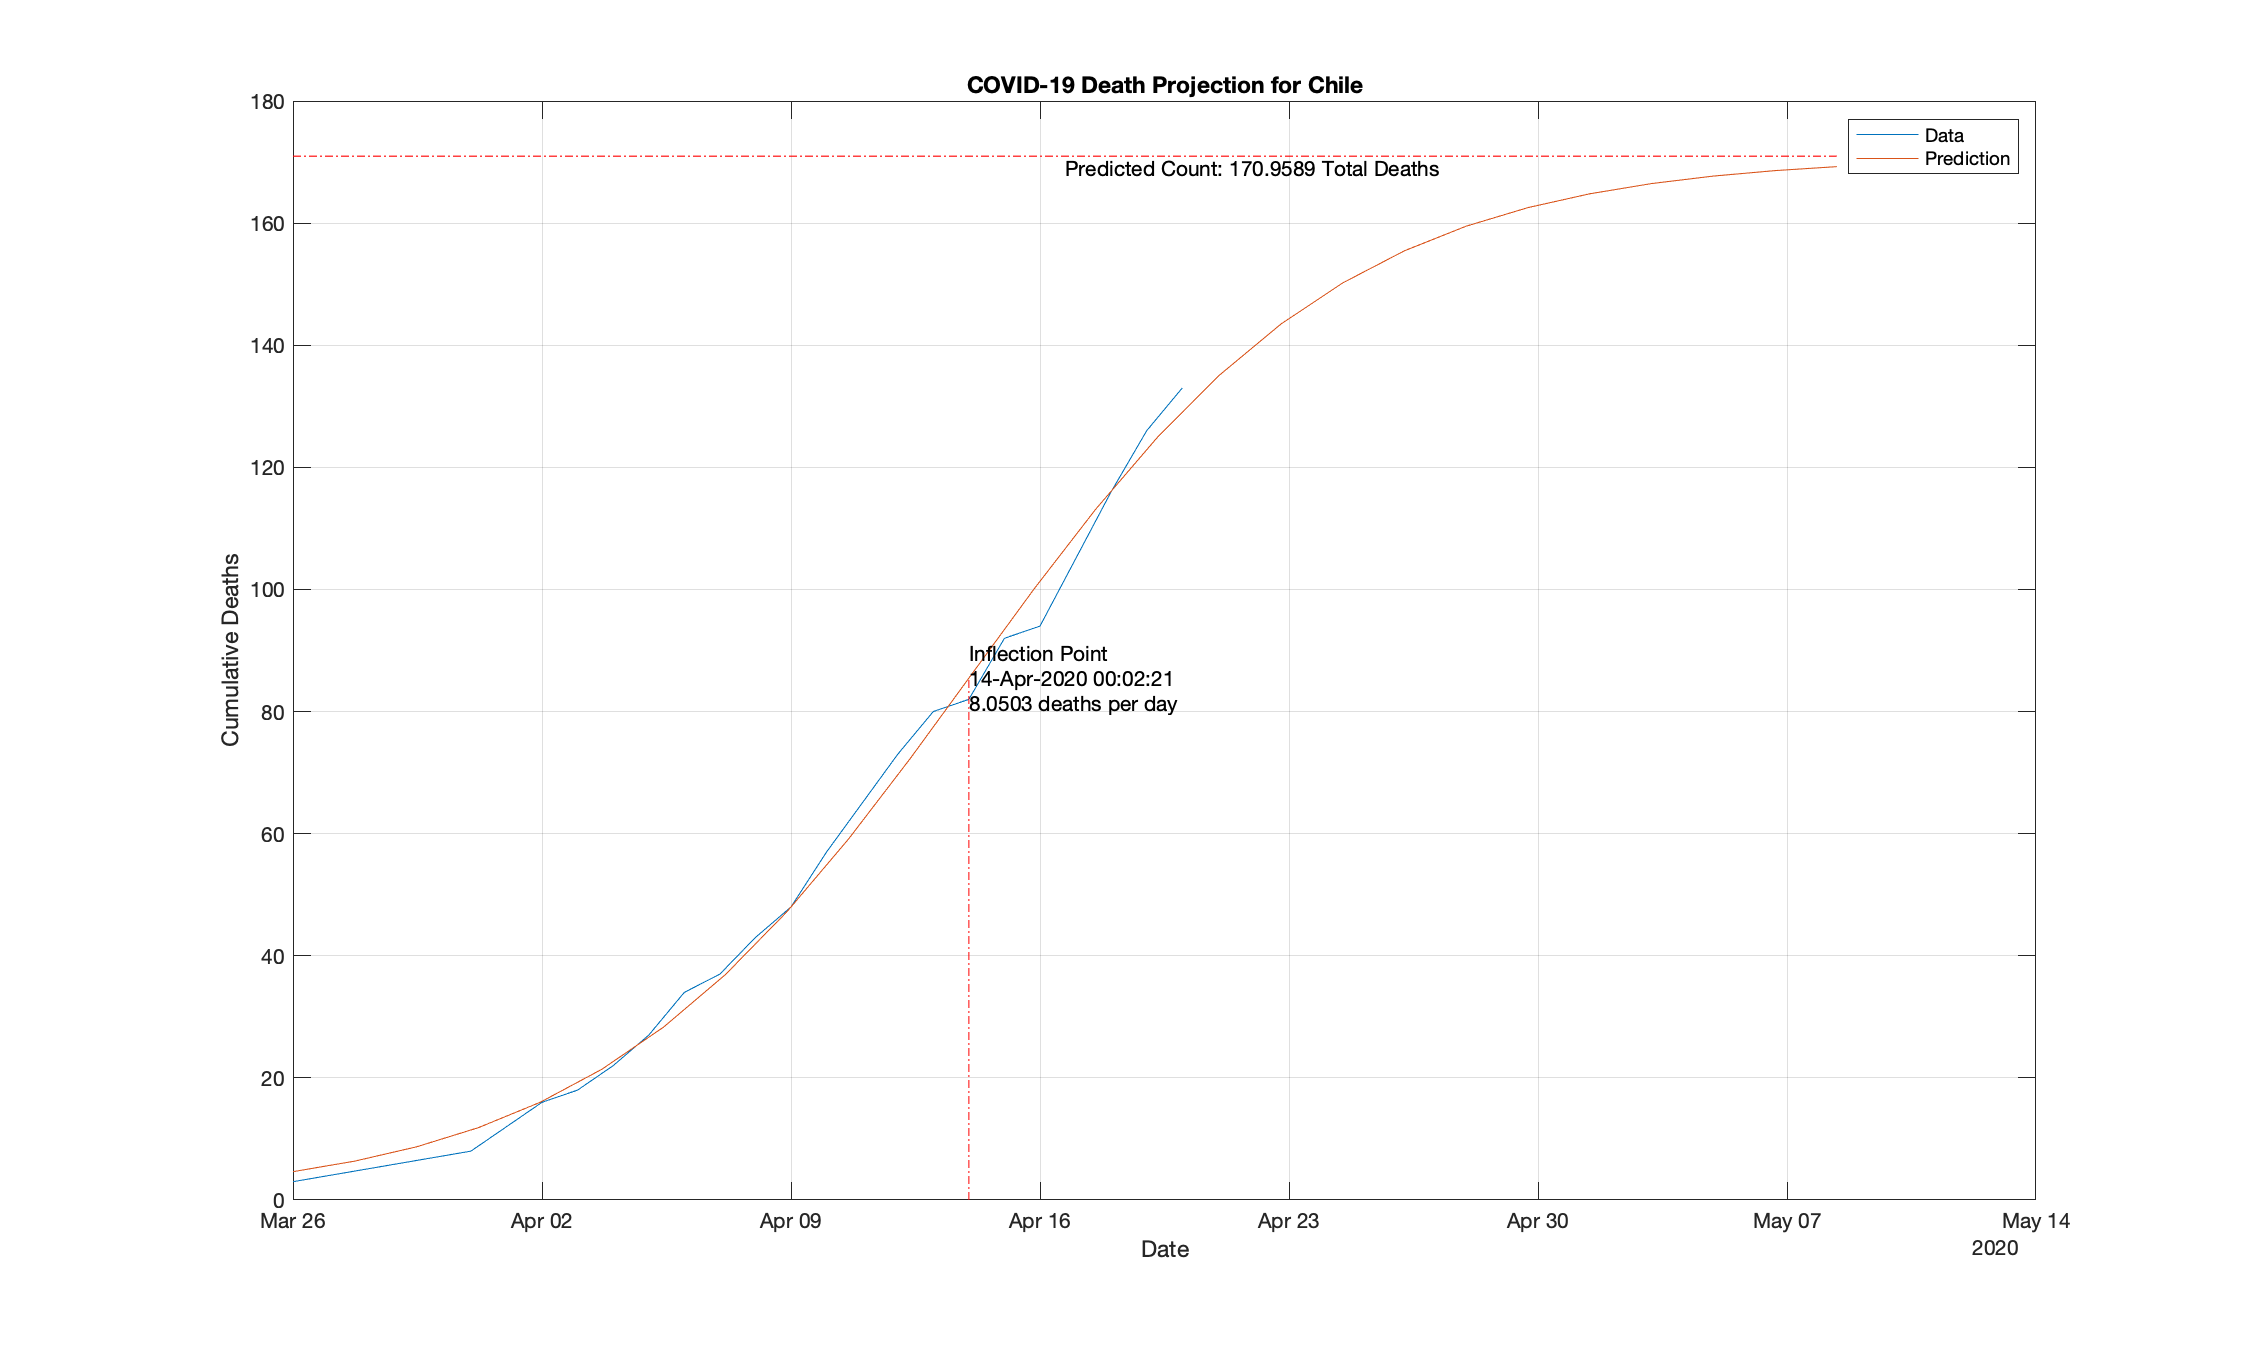 COVID-19 Death Projection for Chile
180
160
140
120
100
80
60
40
20
0
Cumulative Deaths
Data
Prediction
Predicted Count: 170.9589 Total Deaths
Inflection Point
14-Apr-2020 00:02:21
8.0503 deaths per day
Mar 26 Apr 02 Apr 09 Apr 16 Apr 23 Apr 30 May 07 May 14
Date
2020